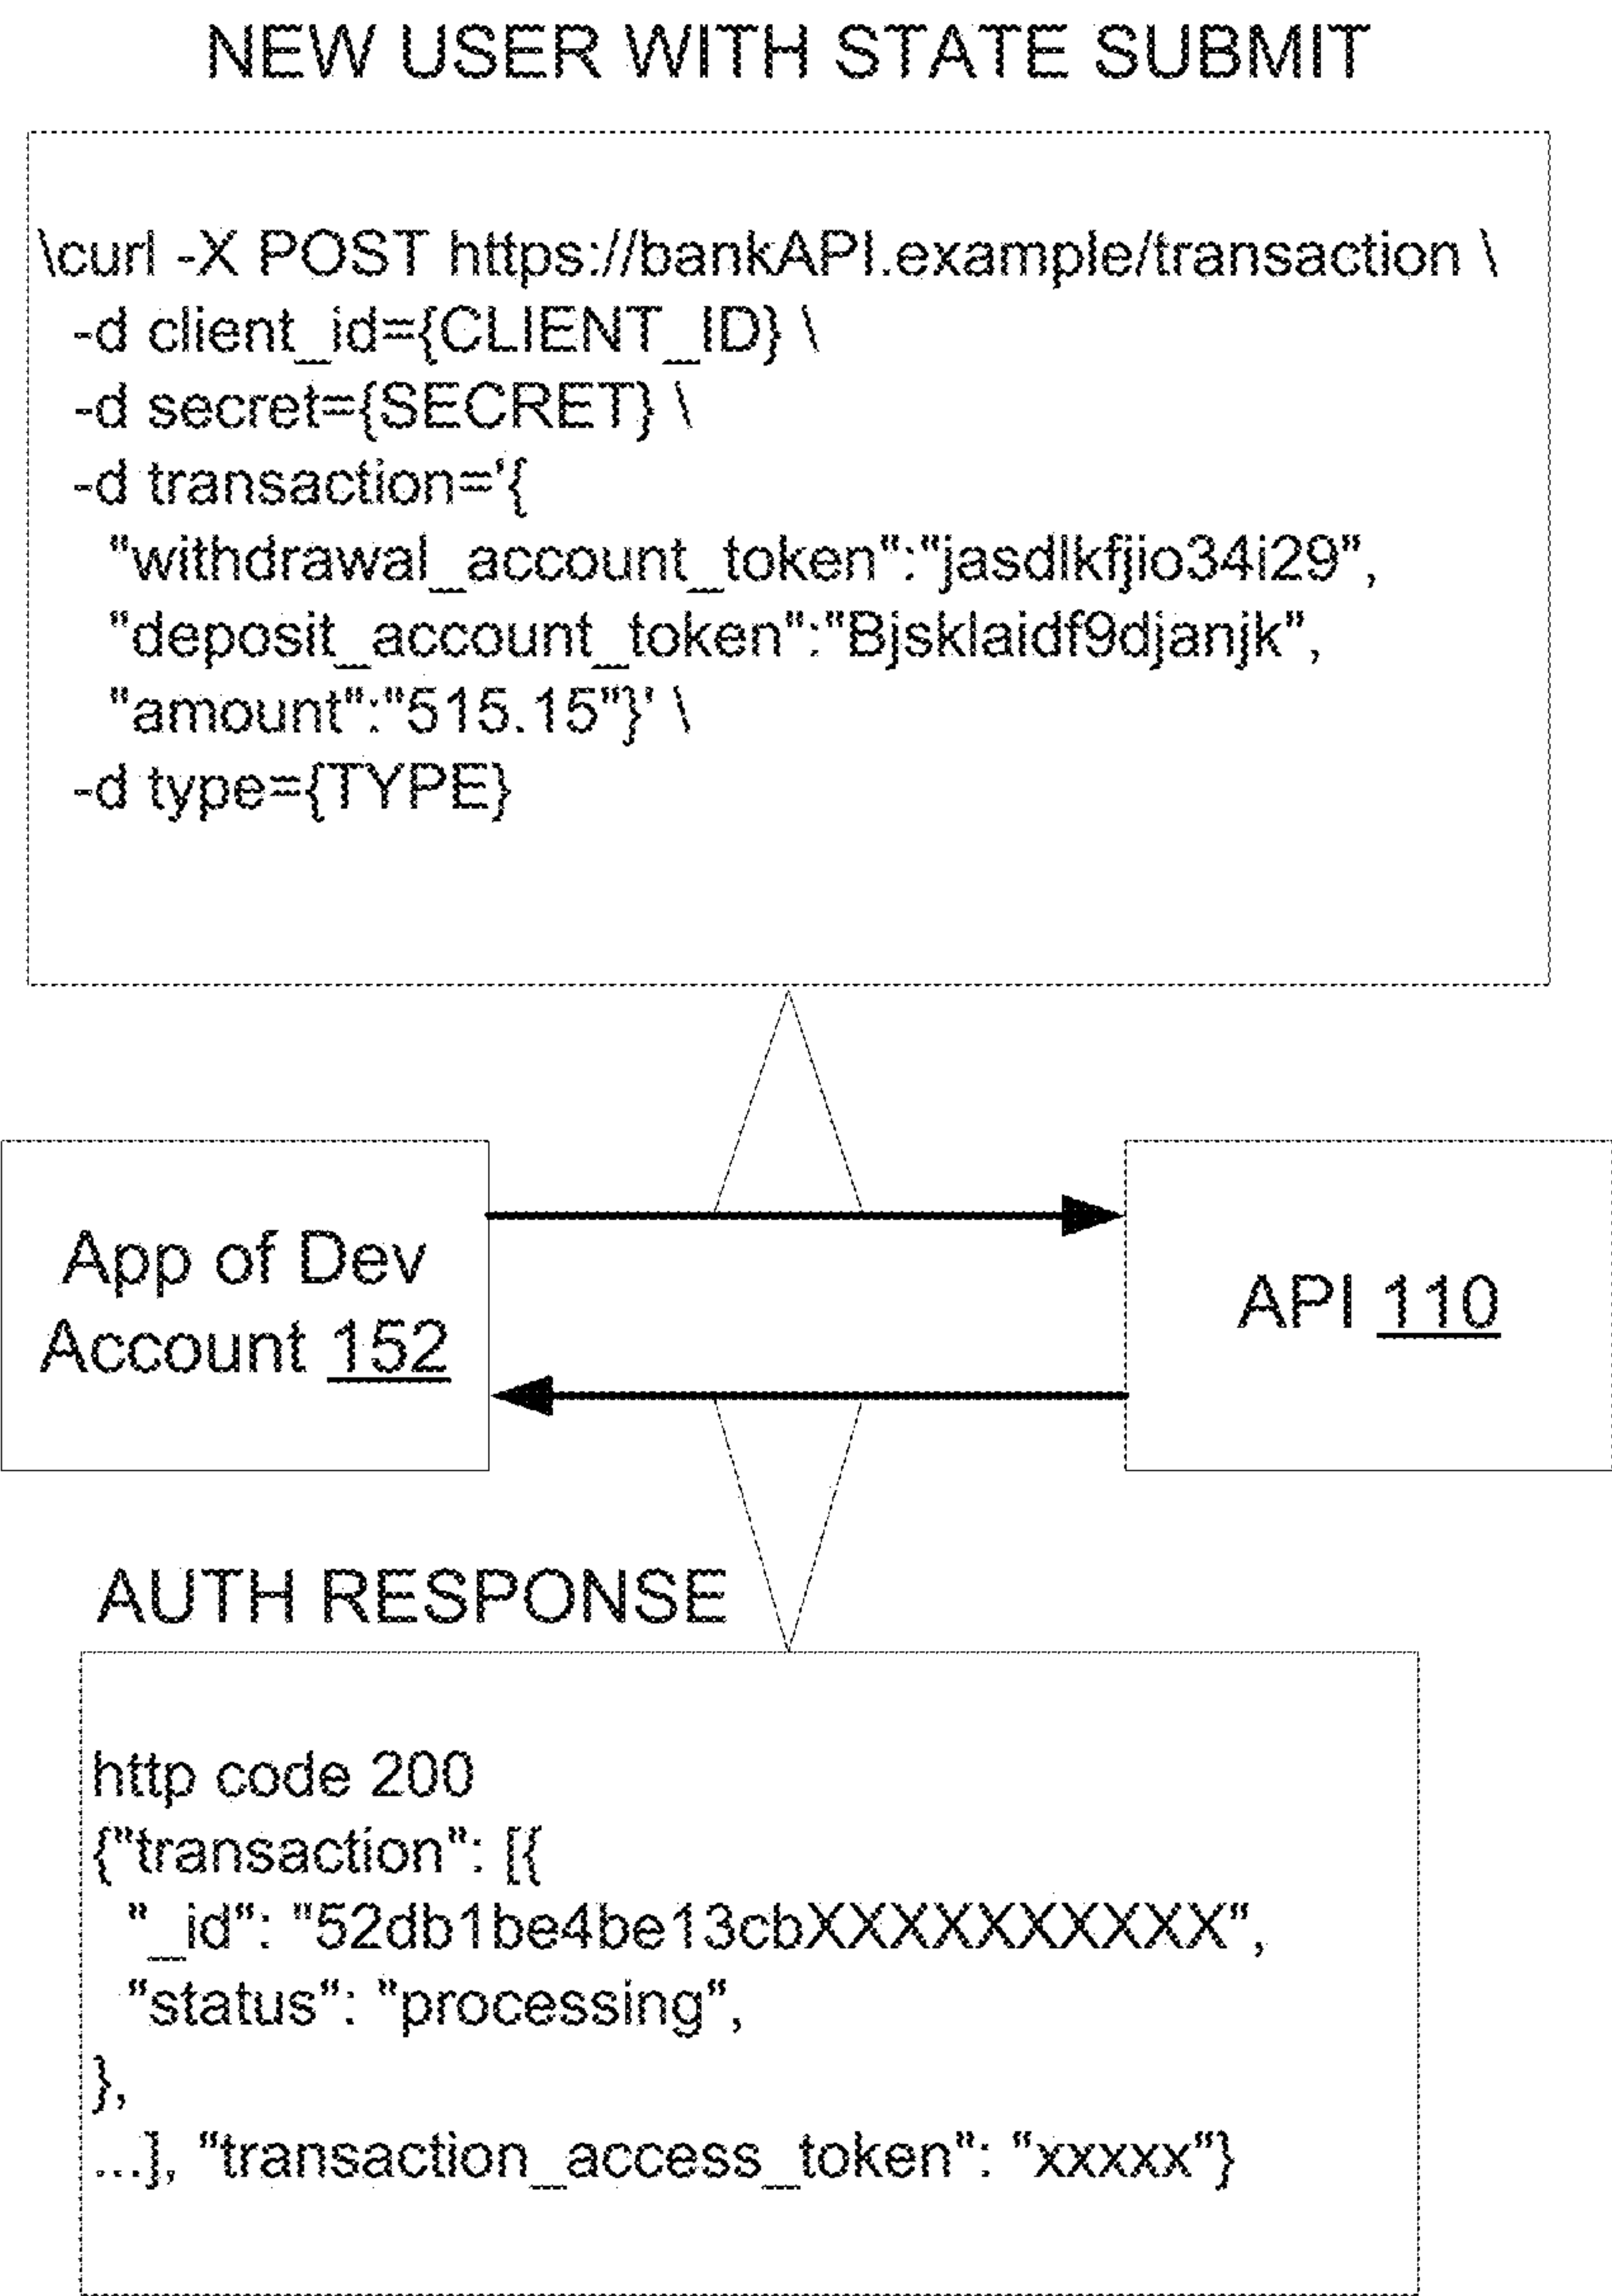 NEW USER WITH STATE SUBMIT
\curl -X POST https://bankAPI.example/transaction \
-d client_id={CLIENT_ID} \
-d secret={SECRET} \
-d transaction='{
"withdrawal_account_token":"jasdlkfjio34i29",
"deposit_account_token":"Bjsklaidf9djanjk",
"amount":"515.15"}' \
-d type={TYPE}
App of Dev
Account 152
API 110
AUTH RESPONSE
http code 200
{"transaction": [{
"_id": "52db1be4be13cbXXXXXXXXXX",
"status": "processing",
},
...], "transaction_access_token": "xxxxx"}